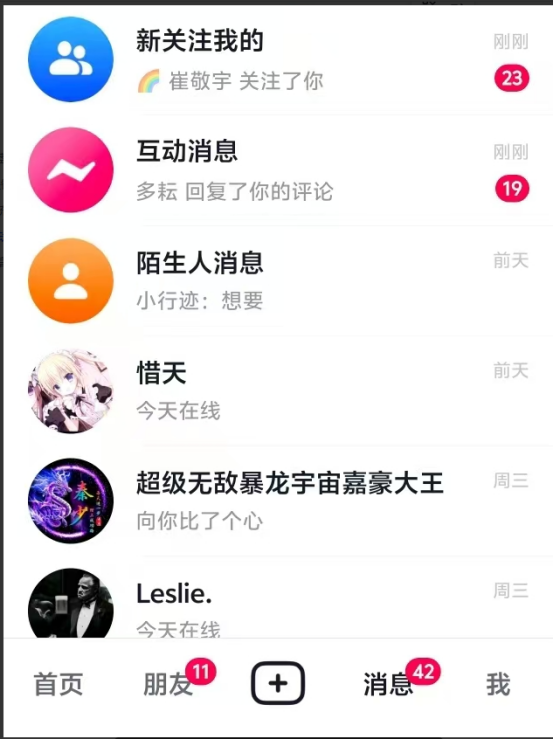 新关注我的
刚刚
🌈 崔敬宇 关注了你
23
互动消息
刚刚
多耘 回复了你的评论
19
陌生人消息
前天
小行迹：想要
惜天
前天
今天在线
超级无敌暴龙宇宙嘉豪大王
周三
秦少
向你比了个心
Leslie.
周三
今天在线
首页
朋友
11
消息
42
我